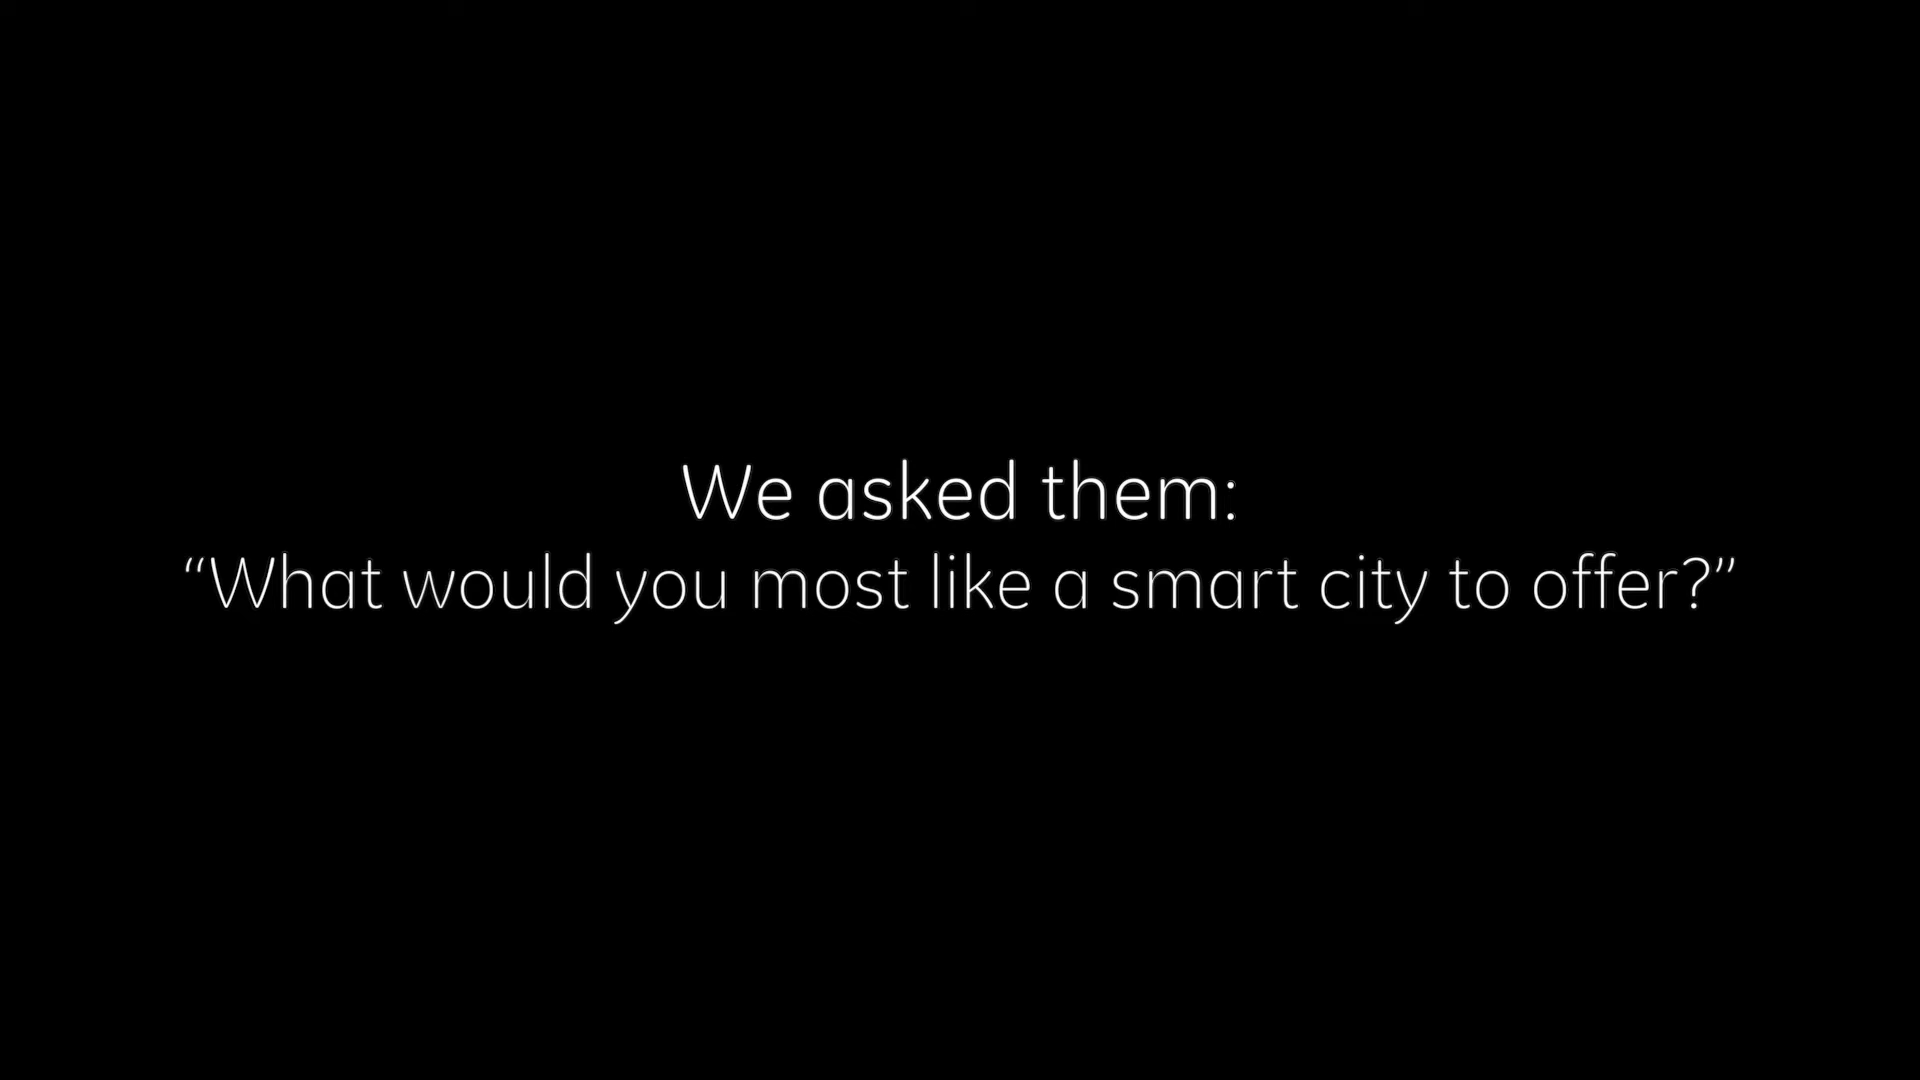 We asked them:
“What would you most like a smart city to offer?”